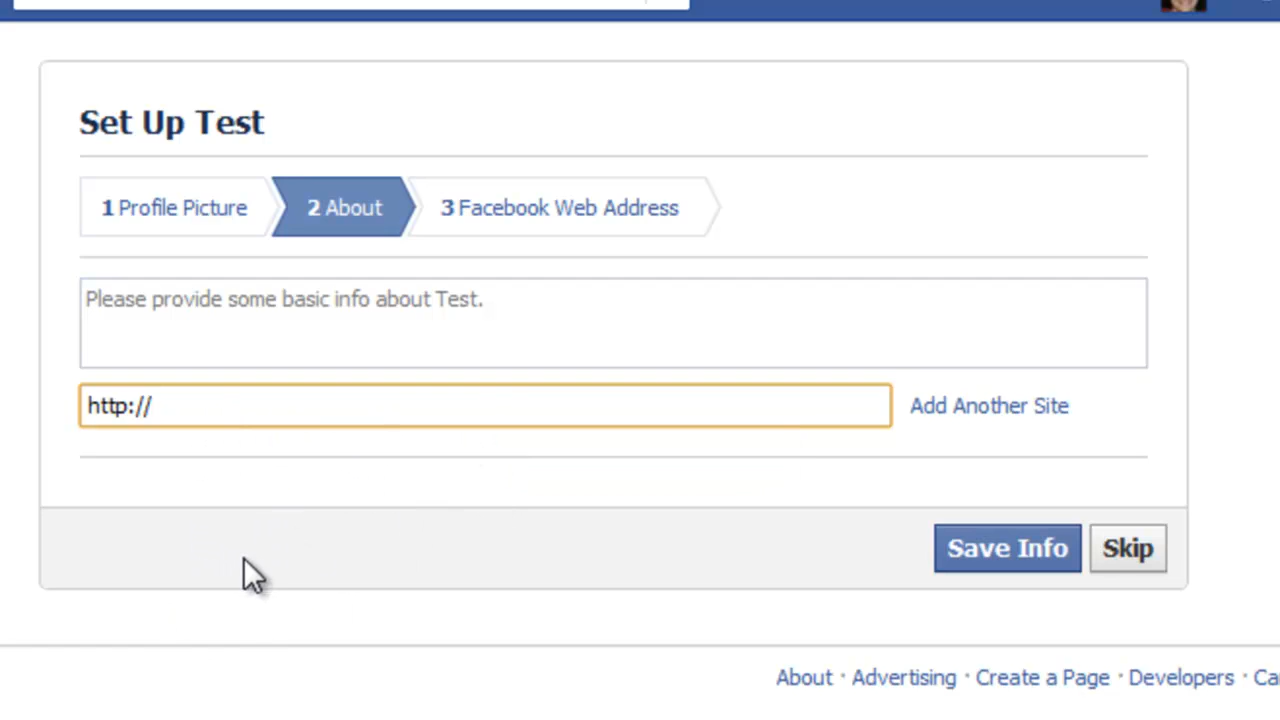 Set Up Test
1 Profile Picture 2 About 3 Facebook Web Address
Please provide some basic info about Test.
http:// Add Another Site
Save Info Skip
About · Advertising · Create a Page · Developers ·